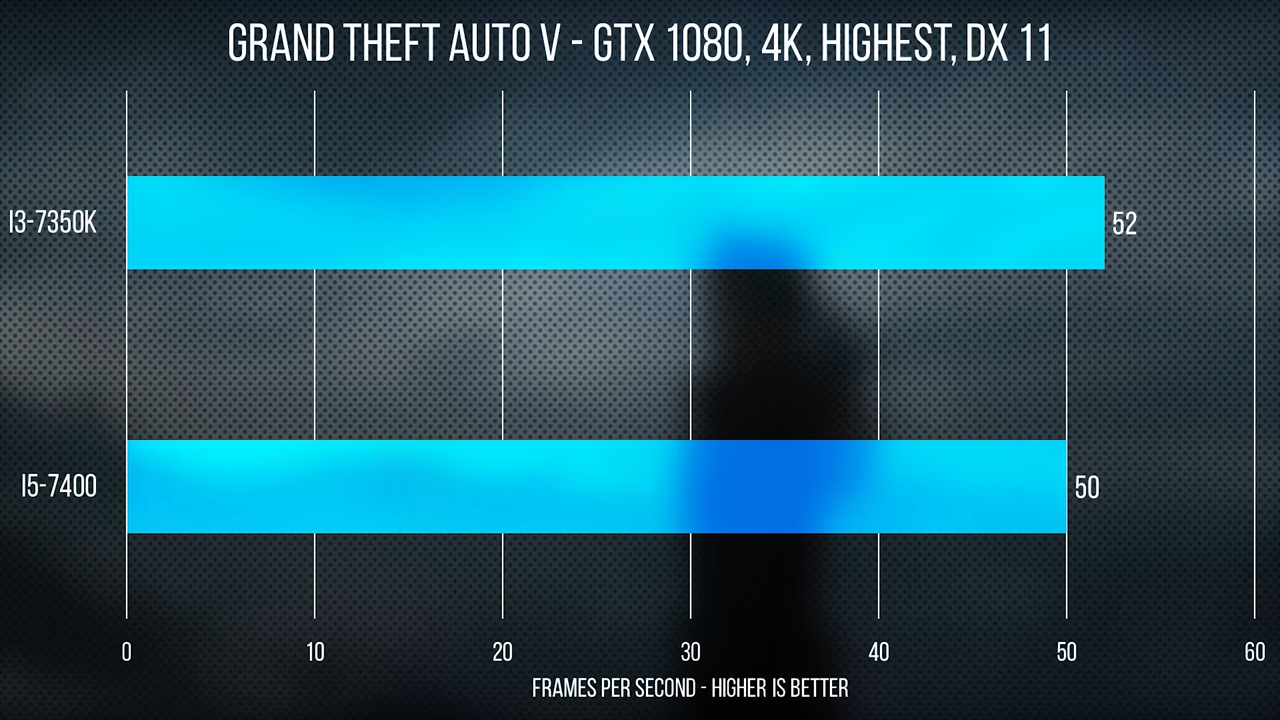 GRAND THEFT AUTO V - GTX 1080, 4K, HIGHEST, DX 11
I3-7350K
52
I5-7400
50
0 10 20 30 40 50 60
FRAMES PER SECOND - HIGHER IS BETTER